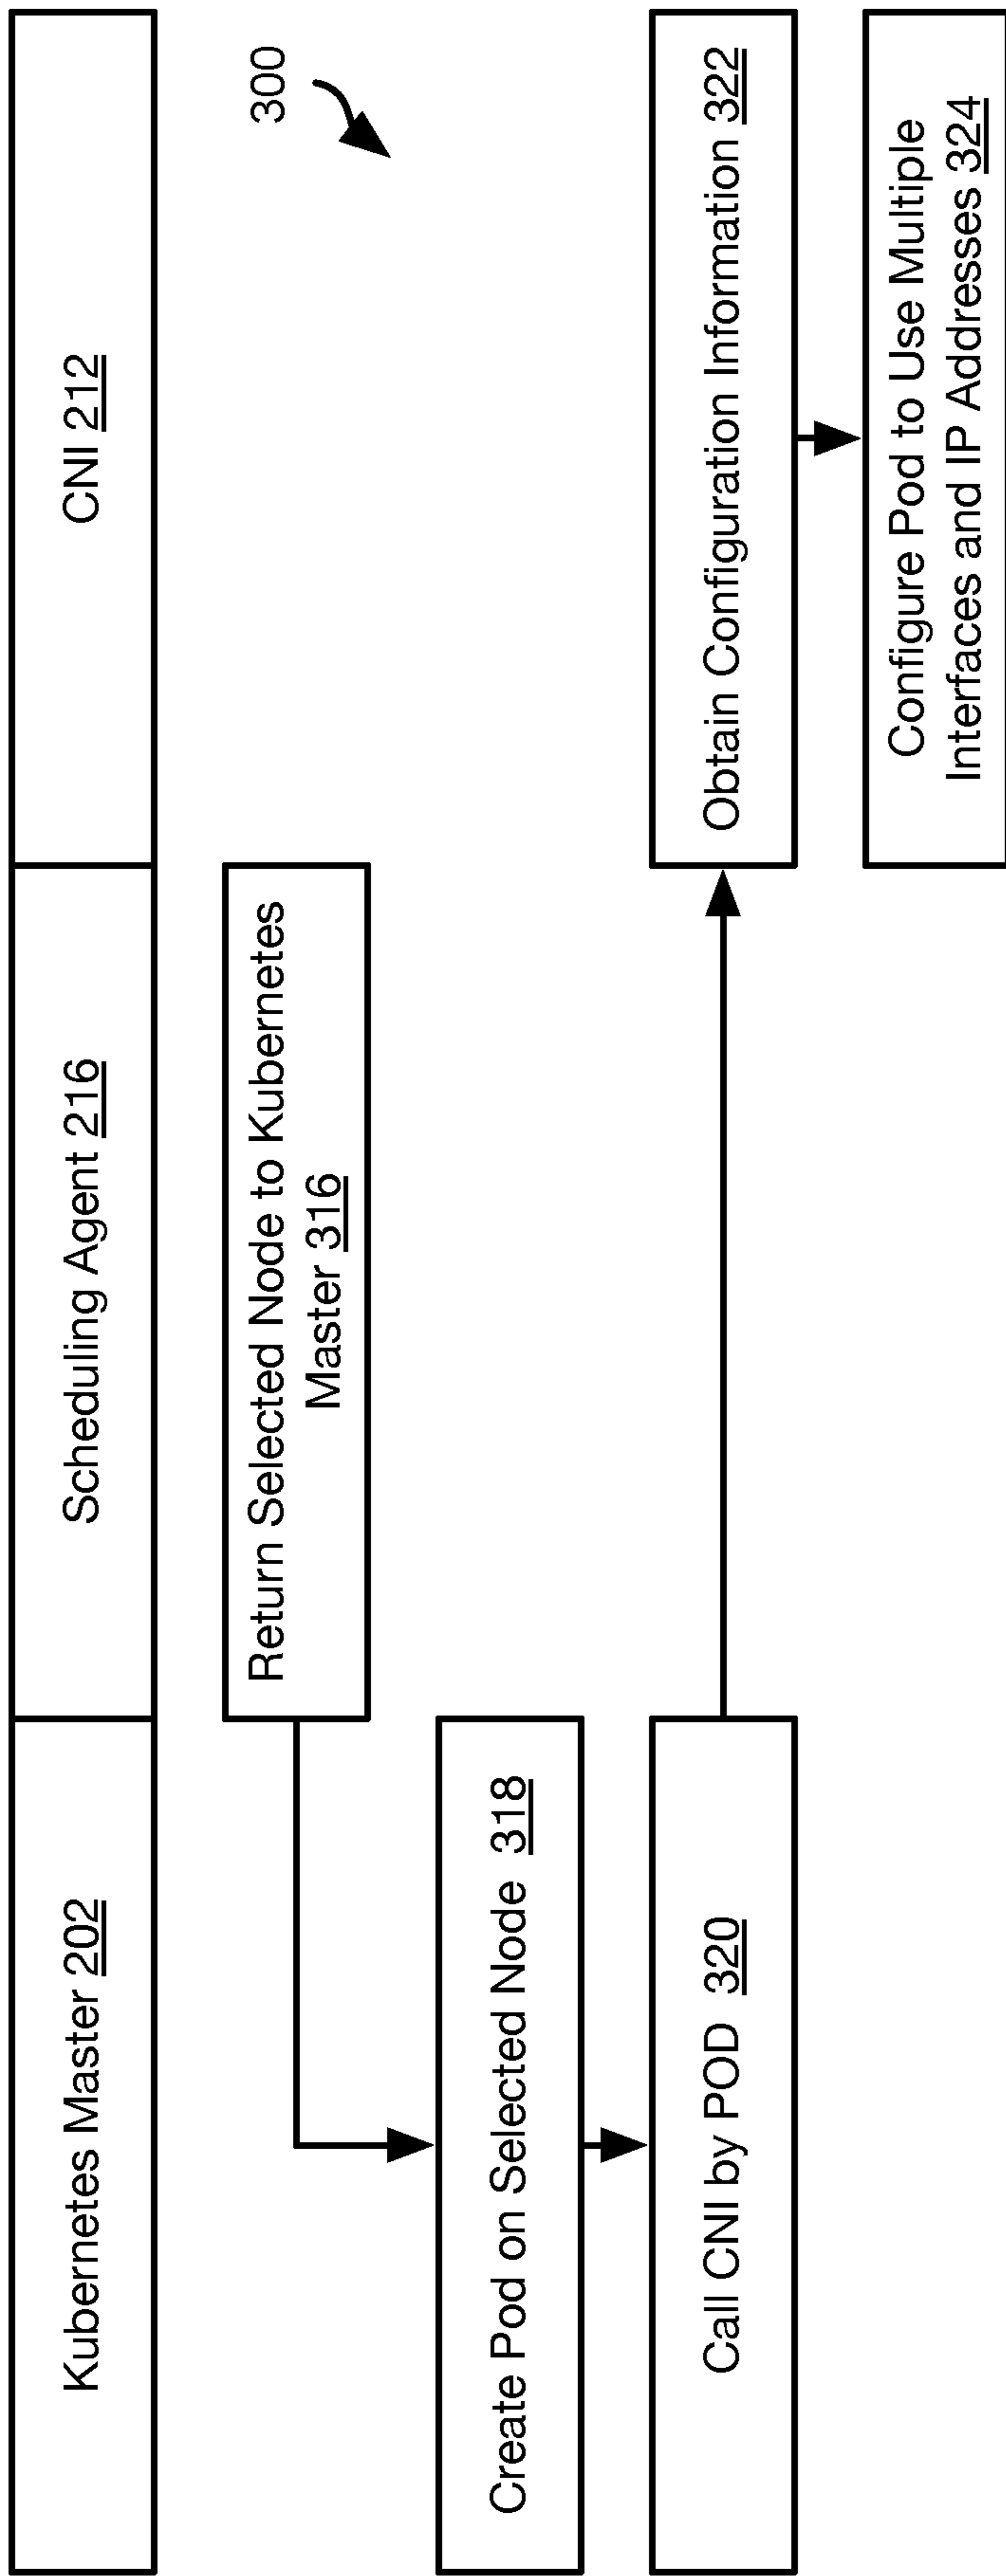 Kubernetes Master 202
Scheduling Agent 216
CNI 212
300
Return Selected Node to Kubernetes
Master 316
Create Pod on Selected Node 318
Call CNI by POD 320
Obtain Configuration Information 322
Configure Pod to Use Multiple
Interfaces and IP Addresses 324